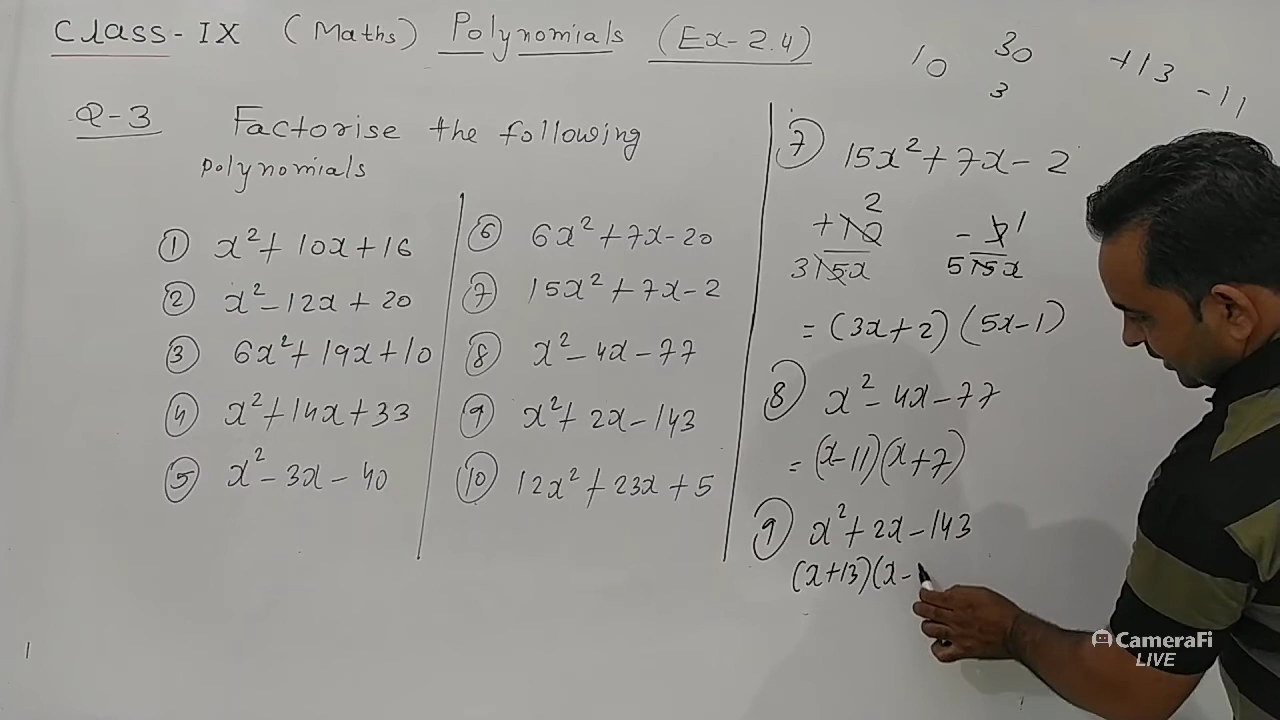 Class-IX (Maths) Polynomials (Ex-2.4)
10 30 +13
3 -11
Q-3 Factorise the following
polynomials
① x²+10x+16
② x²-12x+20
③ 6x²+19x+10
④ x²+14x+33
⑤ x²-3x-40
⑥ 6x²+7x-20
⑦ 15x²+7x-2
⑧ x²-4x-77
⑨ x²+2x-143
⑩ 12x²+23x+5
⑦ 15x²+7x-2
2
+10 -3 1
3 15x 5 15x
=(3x+2)(5x-1)
⑧ x²-4x-77
=(x-11)(x+7)
⑨ x²+2x-143
(x+13)(x-
CameraFi
LIVE